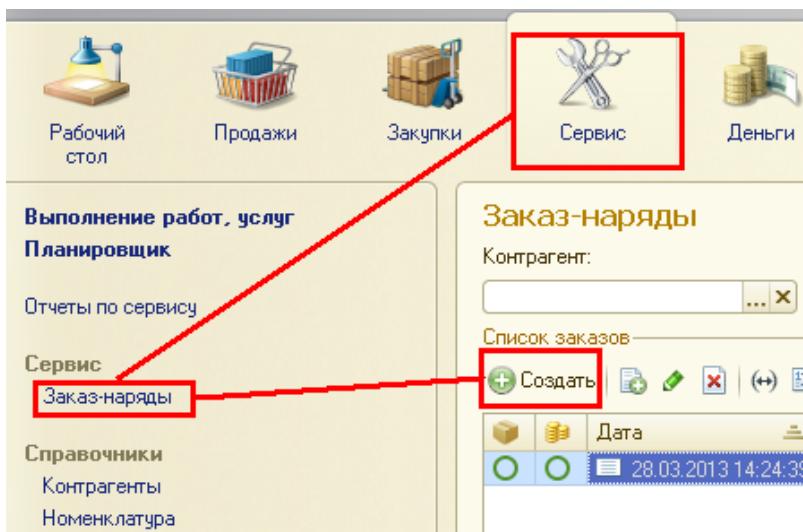 Рабочий
стол
Продажи
Закупки
Сервис
Деньги
Выполнение работ, услуг
Планировщик
Отчеты по сервису
Сервис
Заказ-наряды
Справочники
Контрагенты
Номенклатура
Заказ-наряды
Контрагент:
... ×
Список заказов
Создать
Дата
28.03.2013 14:24:39